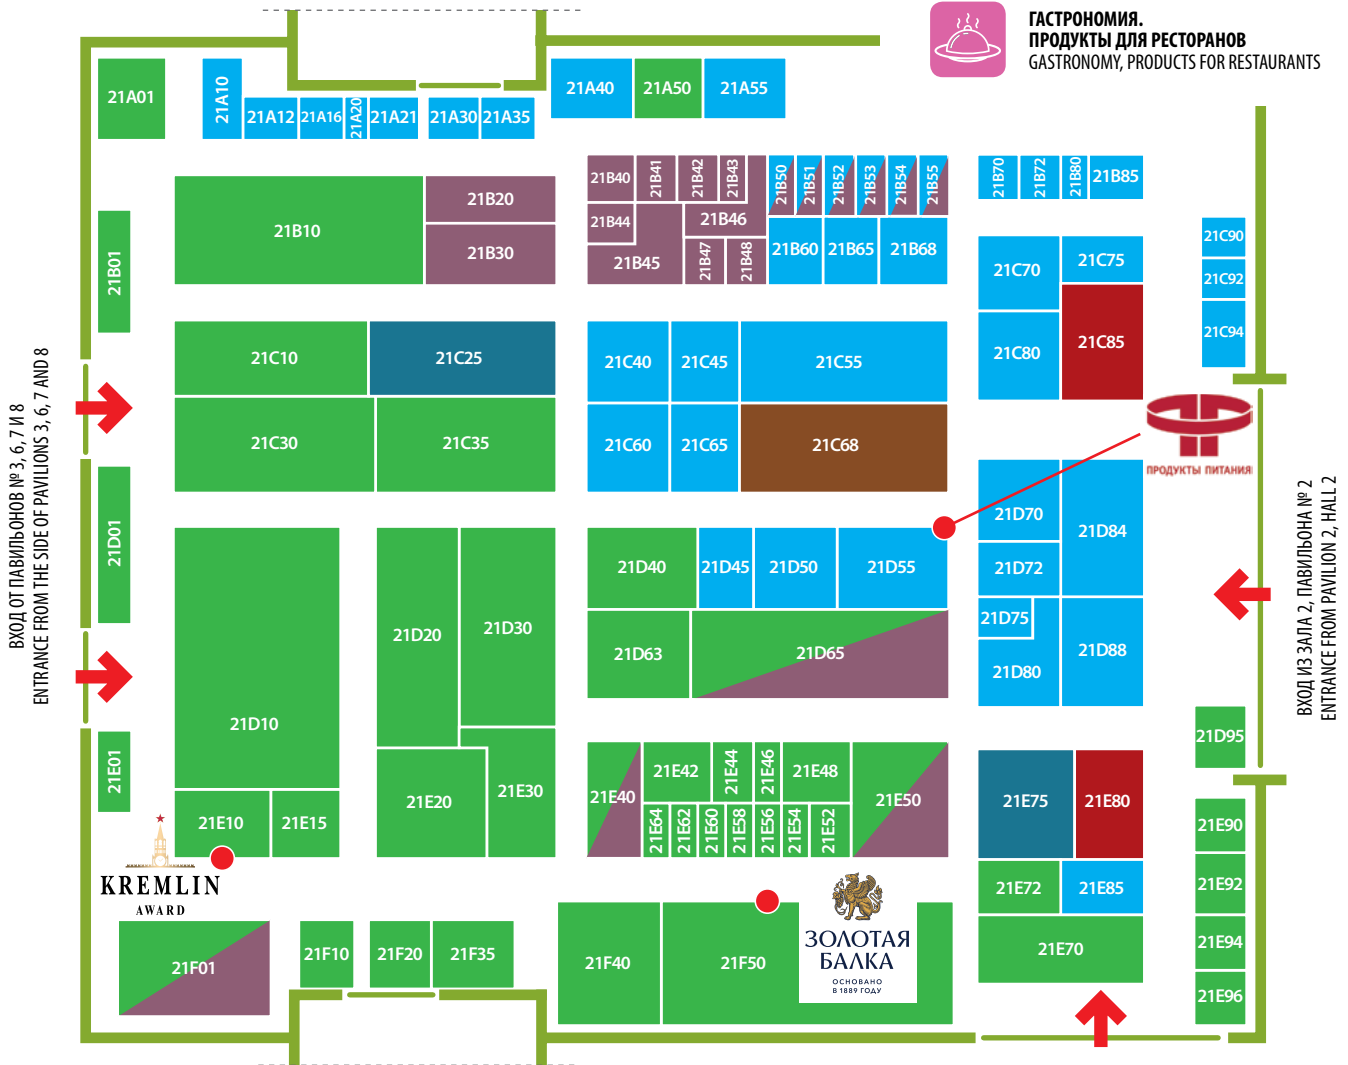 ГАСТРОНОМИЯ.
ПРОДУКТЫ ДЛЯ РЕСТОРАНОВ
GASTRONOMY, PRODUCTS FOR RESTAURANTS
21A01
21A10
21A12
21A16
21A20
21A21
21A30
21A35
21A40
21A50
21A55
21B01
21B10
21B20
21B30
21B40
21B41
21B42
21B43
21B44
21B45
21B46
21B47
21B48
21B50
21B51
21B52
21B53
21B54
21B55
21B60
21B65
21B68
21B70
21B72
21B80
21B85
21C90
21C92
21C94
21C70
21C75
21C80
21C85
21C10
21C25
21C30
21C35
21C40
21C45
21C55
21C60
21C65
21C68
ВХОД ОТ ПАВИЛЬОНОВ № 3, 6, 7 И 8
ENTRANCE FROM THE SIDE OF PAVILIONS 3, 6, 7 AND 8
ПРОДУКТЫ ПИТАНИЯ
ВХОД ИЗ ЗАЛА 2, ПАВИЛЬОНА № 2
ENTRANCE FROM PAVILION 2, HALL 2
21D01
21D10
21D20
21D30
21D40
21D45
21D50
21D55
21D63
21D65
21D70
21D72
21D75
21D80
21D84
21D88
21D95
21E01
21E10
21E15
21E20
21E30
21E40
21E42
21E44
21E46
21E48
21E50
21E64
21E62
21E60
21E58
21E56
21E54
21E52
21E75
21E80
21E72
21E85
21E70
21E90
21E92
21E94
21E96
KREMLIN
AWARD
21F01
21F10
21F20
21F35
21F40
21F50
ЗОЛОТАЯ
БАЛКА
ОСНОВАНО
В 1889 ГОДУ